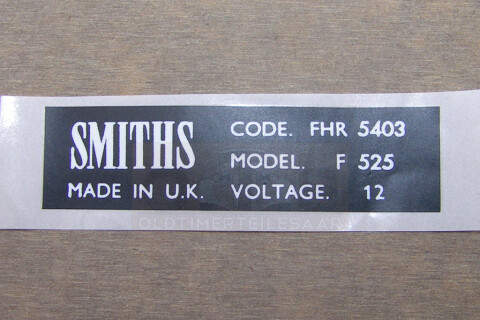 SMITHS
CODE. FHR 5403
MODEL. F 525
MADE IN U.K. VOLTAGE. 12
OLDTIMERTEILESAAR